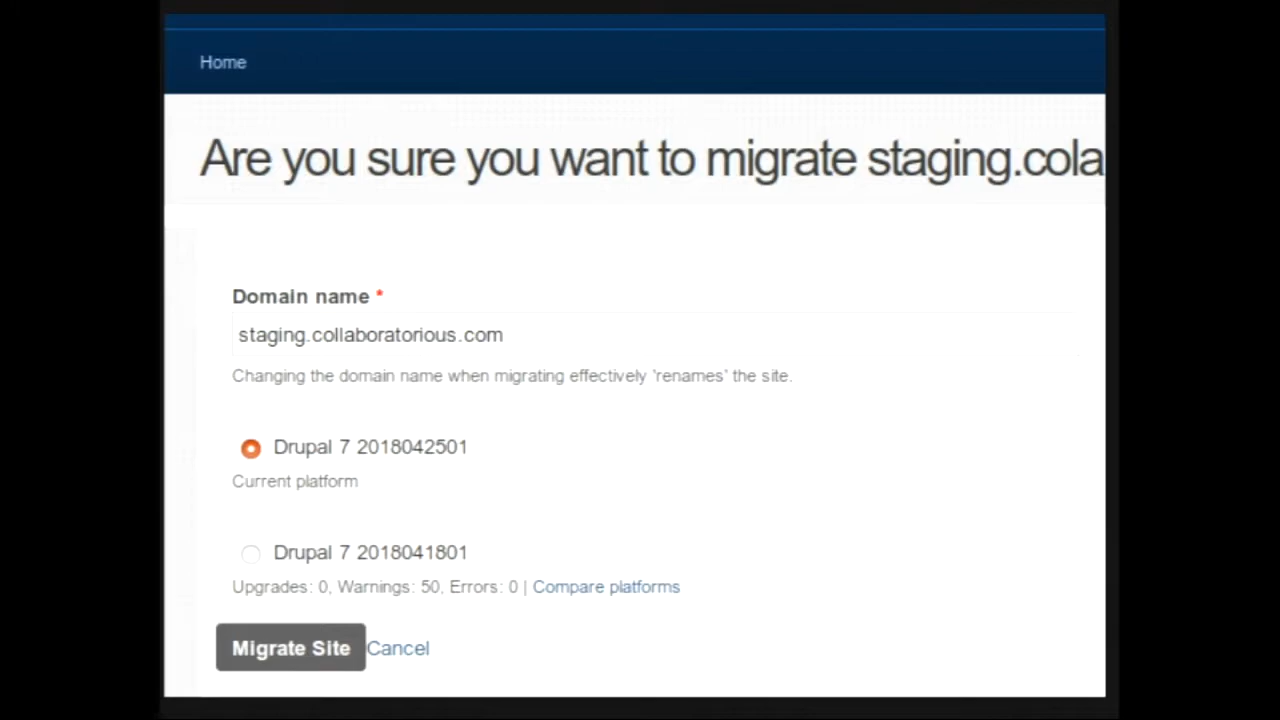 Home
Are you sure you want to migrate staging.cola
Domain name *
staging.collaboratorious.com
Changing the domain name when migrating effectively 'renames' the site.
Drupal 7 2018042501
Current platform
Drupal 7 2018041801
Upgrades: 0, Warnings: 50, Errors: 0 | Compare platforms
Migrate Site Cancel